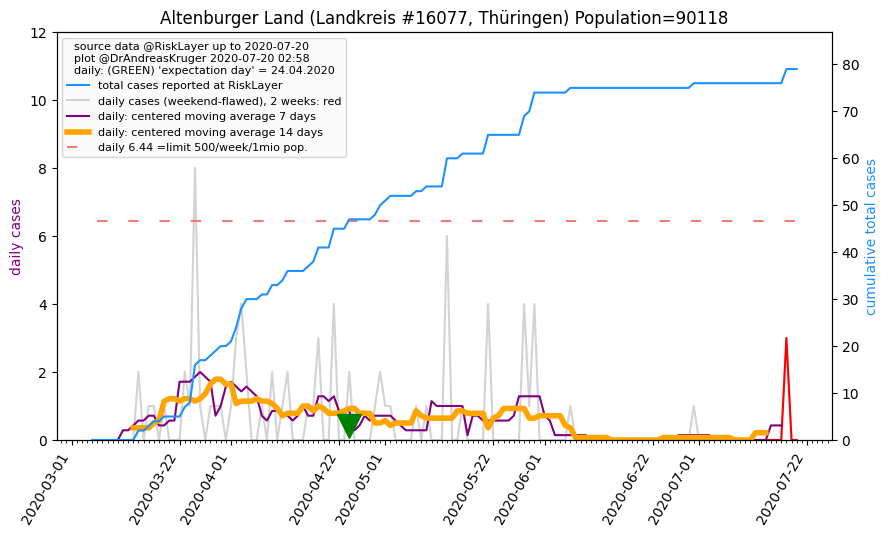 Altenburger Land (Landkreis #16077, Thüringen) Population=90118
source data @RiskLayer up to 2020-07-20
plot @DrAndreasKruger 2020-07-20 02:58
daily: (GREEN) 'expectation day' = 24.04.2020
total cases reported at RiskLayer
daily cases (weekend-flawed), 2 weeks: red
daily: centered moving average 7 days
daily: centered moving average 14 days
daily 6.44 =limit 500/week/1mio pop.
daily cases
12
10
8
6
4
2
0
cumulative total cases
80
70
60
50
40
30
20
10
0
2020-03-01
2020-03-22
2020-04-01
2020-04-22
2020-05-01
2020-05-22
2020-06-01
2020-06-22
2020-07-01
2020-07-22